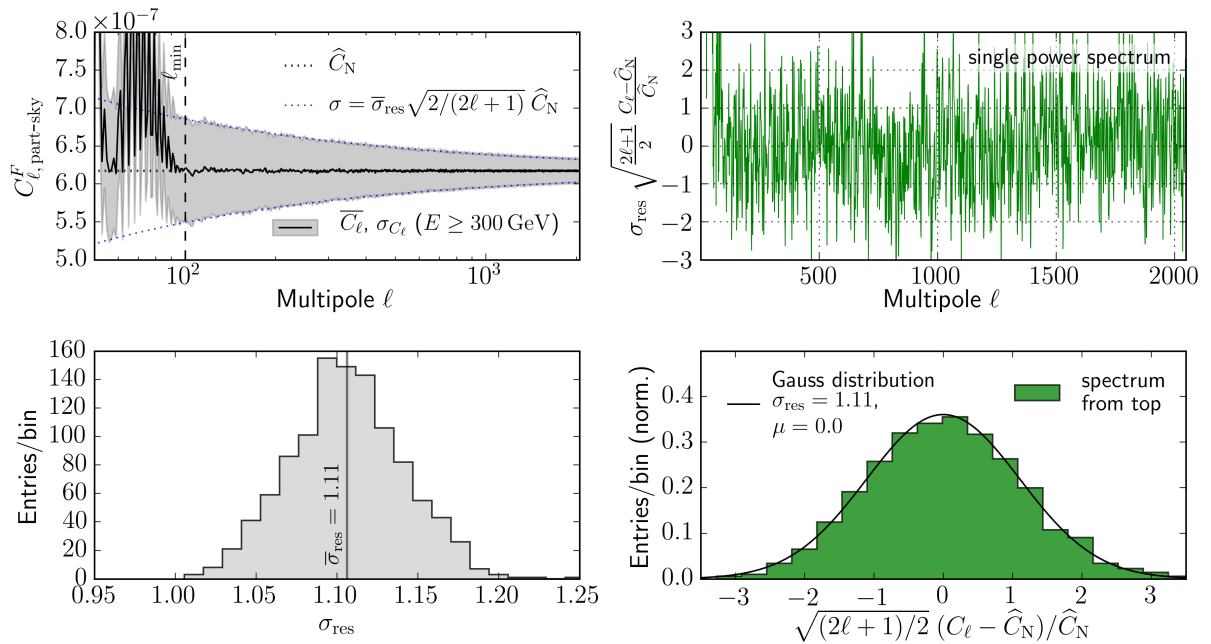 ×10⁻⁷
8.0
7.5
7.0
6.5
6.0
5.5
5.0
C^F_{ℓ, part−sky}
ℓ_min
Ĉ_N
σ = σ̅_res √(2/(2ℓ+1)) Ĉ_N
C̅_ℓ, σ_{C_ℓ} (E ≥ 300 GeV)
10²
10³
Multipole ℓ
3
2
1
0
−1
−2
−3
σ_res √((2ℓ+1)/2) (C_ℓ−Ĉ_N)/Ĉ_N
single power spectrum
500
1000
1500
2000
Multipole ℓ
160
140
120
100
80
60
40
20
0
Entries/bin
σ̅_res = 1.11
0.95
1.00
1.05
1.10
1.15
1.20
1.25
σ_res
0.4
0.3
0.2
0.1
0.0
Entries/bin (norm.)
Gauss distribution
σ_res = 1.11,
μ = 0.0
spectrum
from top
−3
−2
−1
0
1
2
3
√((2ℓ+1)/2) (C_ℓ − Ĉ_N)/Ĉ_N